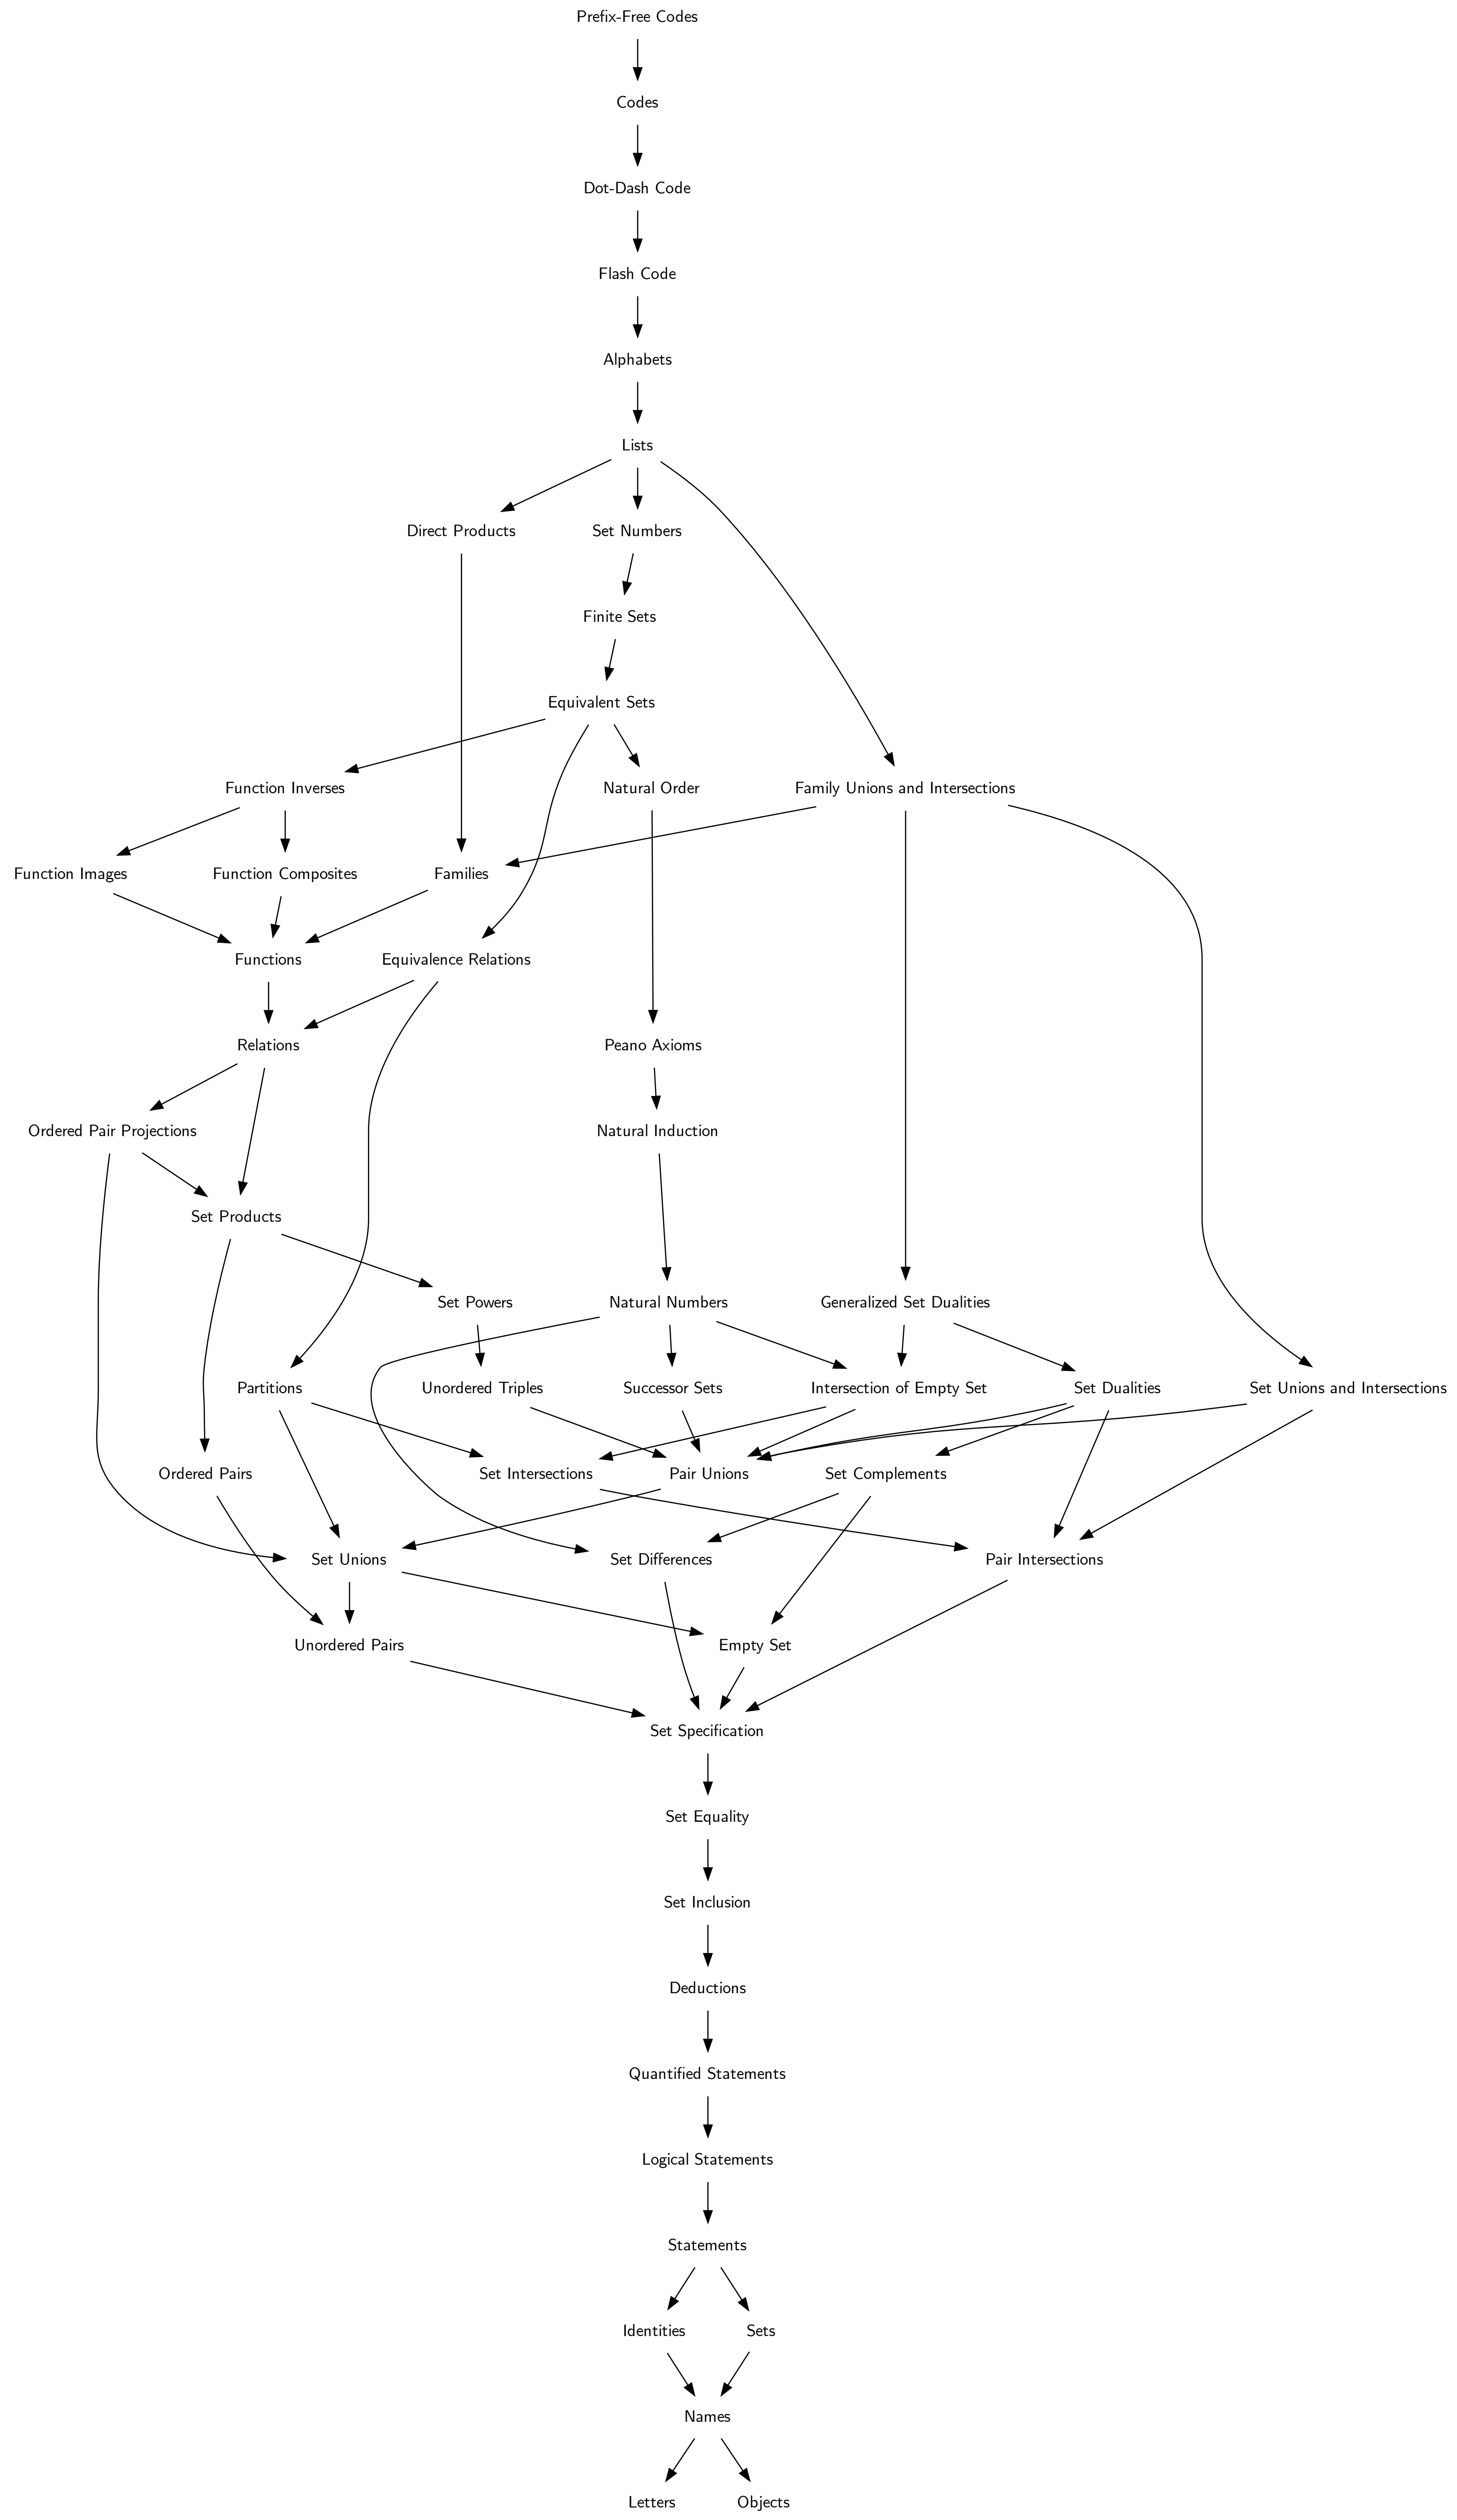 Prefix-Free Codes
Codes
Dot-Dash Code
Flash Code
Alphabets
Lists
Direct Products
Set Numbers
Finite Sets
Equivalent Sets
Function Inverses
Natural Order
Family Unions and Intersections
Function Images
Function Composites
Families
Functions
Equivalence Relations
Relations
Peano Axioms
Ordered Pair Projections
Natural Induction
Set Products
Set Powers
Natural Numbers
Generalized Set Dualities
Partitions
Unordered Triples
Successor Sets
Intersection of Empty Set
Set Dualities
Set Unions and Intersections
Ordered Pairs
Set Intersections
Pair Unions
Set Complements
Set Unions
Set Differences
Pair Intersections
Unordered Pairs
Empty Set
Set Specification
Set Equality
Set Inclusion
Deductions
Quantified Statements
Logical Statements
Statements
Identities
Sets
Names
Letters
Objects